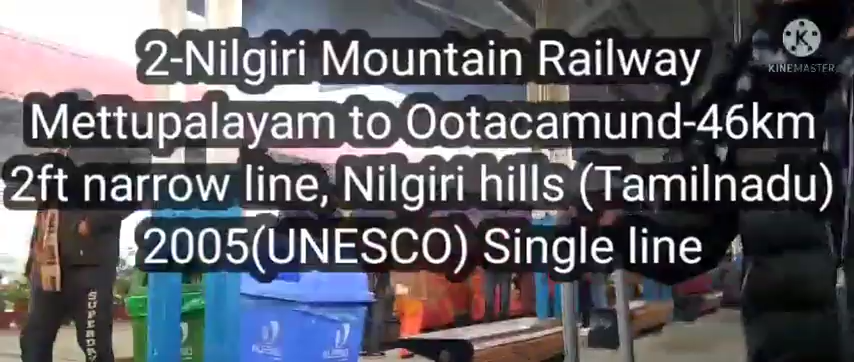 2-Nilgiri Mountain Railway
KINEMASTER
Mettupalayam to Ootacamund-46km
2ft narrow line, Nilgiri hills (Tamilnadu)
2005(UNESCO) Single line
SUPERDRY